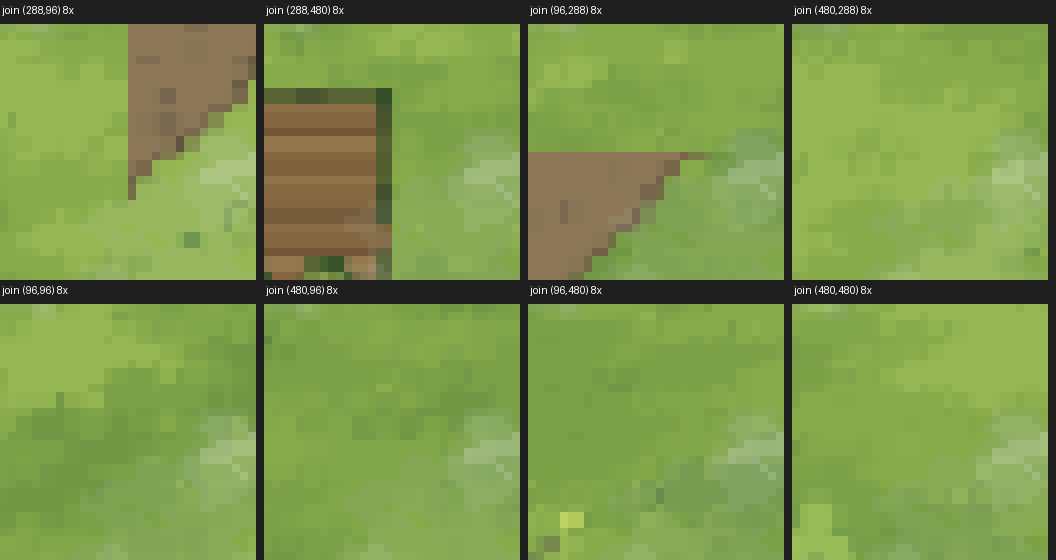 join (288,96) 8x
join (288,480) 8x
join (96,288) 8x
join (480,288) 8x
join (96,96) 8x
join (480,96) 8x
join (96,480) 8x
join (480,480) 8x